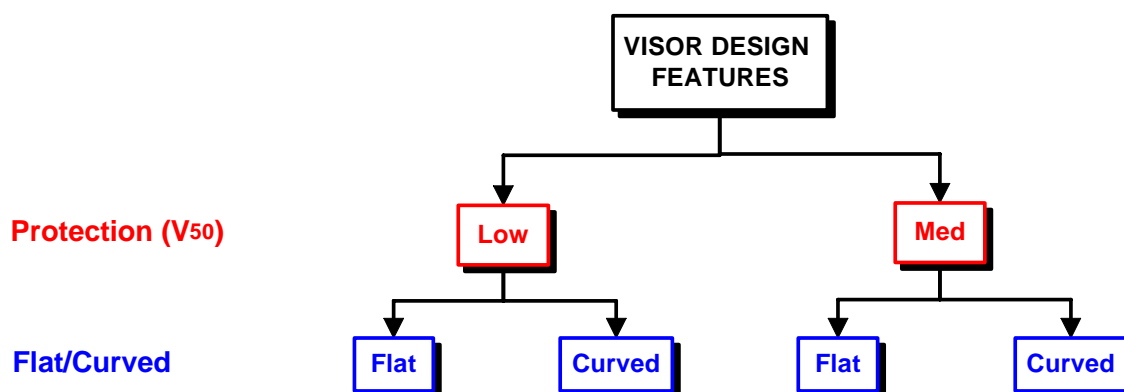 VISOR DESIGN
FEATURES
Protection (V50)
Low
Med
Flat/Curved
Flat
Curved
Flat
Curved